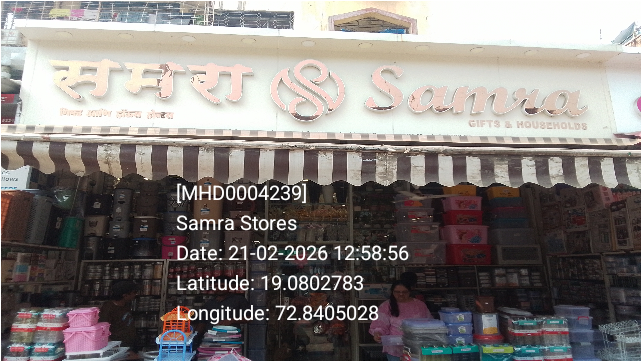 समरा
Samra
GIFTS & HOUSEHOLDS
[MHD0004239]
Samra Stores
Date: 21-02-2026 12:58:56
Latitude: 19.0802783
Longitude: 72.8405028